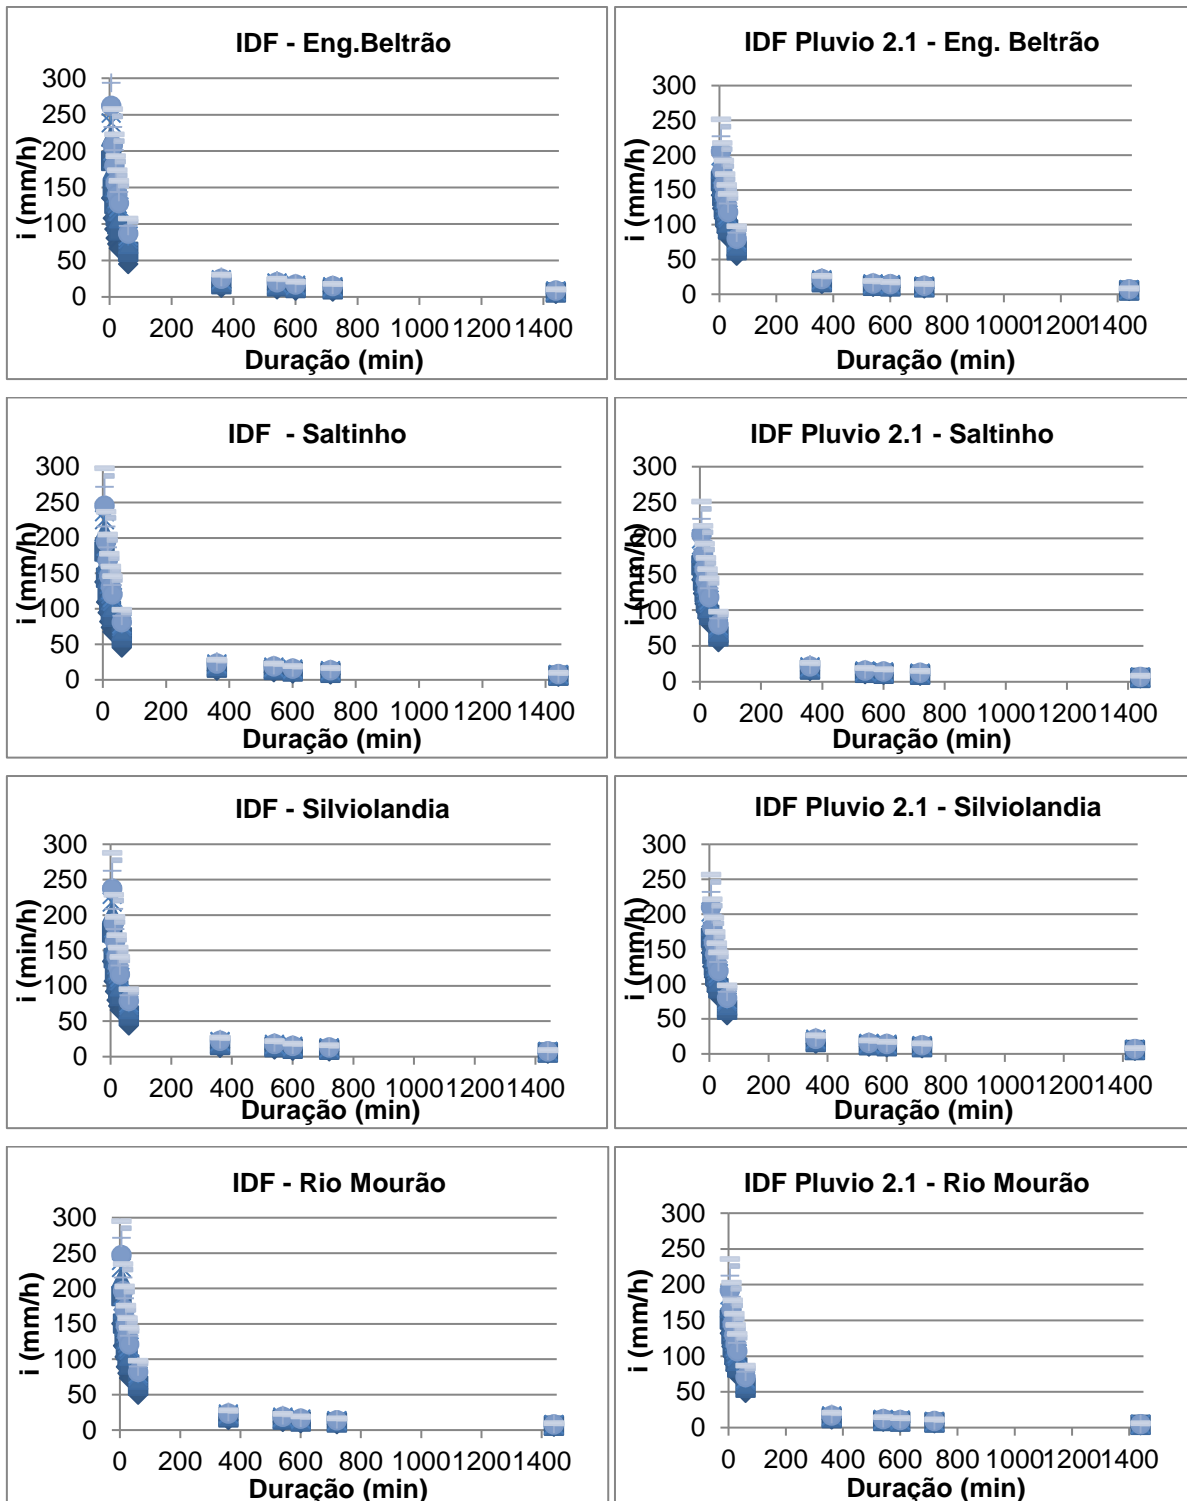 IDF - Eng.Beltrão
300
250
200
150
100
50
0
i (mm/h)
0 200 400 600 800 1000 1200 1400
Duração (min)
IDF Pluvio 2.1 - Eng. Beltrão
300
250
200
150
100
50
0
i (mm/h)
0 200 400 600 800 1000 1200 1400
Duração (min)
IDF - Saltinho
300
250
200
150
100
50
0
i (mm/h)
0 200 400 600 800 1000 1200 1400
Duração (min)
IDF Pluvio 2.1 - Saltinho
300
250
200
150
100
50
0
i (mm/h)
0 200 400 600 800 1000 1200 1400
Duração (min)
IDF - Silviolandia
300
250
200
150
100
50
0
i (min/h)
0 200 400 600 800 1000 1200 1400
Duração (min)
IDF Pluvio 2.1 - Silviolandia
300
250
200
150
100
50
0
i (mm/h)
0 200 400 600 800 1000 1200 1400
Duração (min)
IDF - Rio Mourão
300
250
200
150
100
50
0
i (mm/h)
0 200 400 600 800 1000 1200 1400
IDF Pluvio 2.1 - Rio Mourão
300
250
200
150
100
50
0
i (mm/h)
0 200 400 600 800 1000 1200 1400